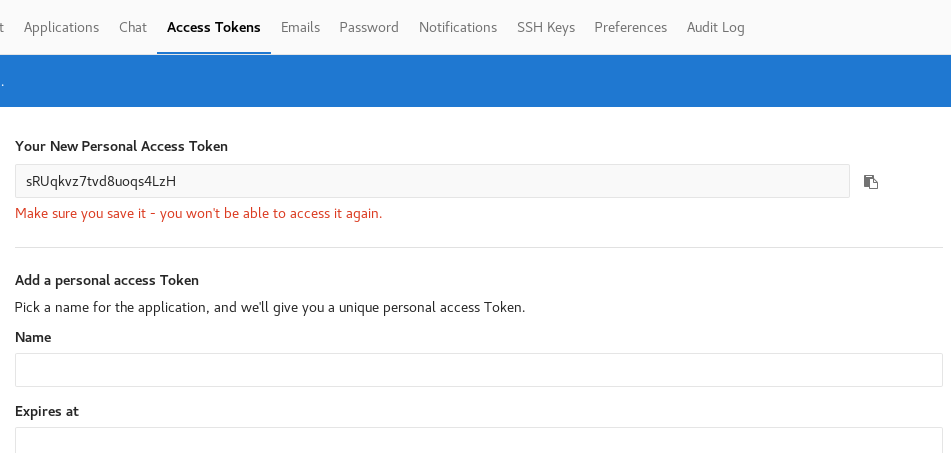 t Applications Chat Access Tokens Emails Password Notifications SSH Keys Preferences Audit Log
.
Your New Personal Access Token
sRUqkvz7tvd8uoqs4LzH
Make sure you save it - you won't be able to access it again.
Add a personal access Token
Pick a name for the application, and we'll give you a unique personal access Token.
Name
Expires at